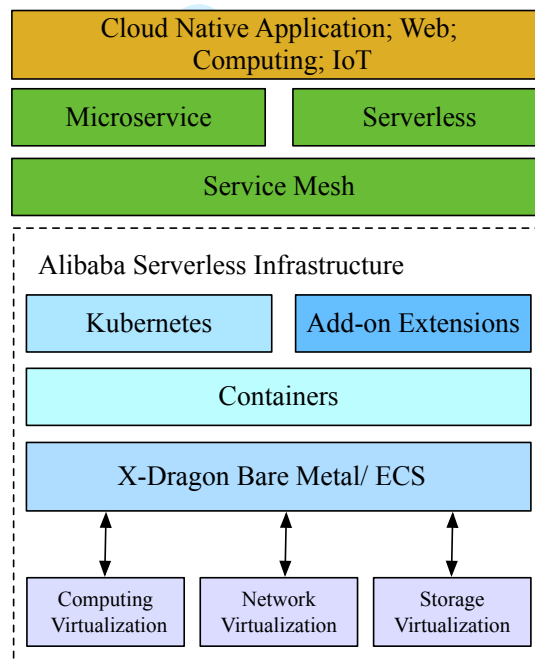 Cloud Native Application; Web;
Computing; IoT
Microservice
Serverless
Service Mesh
Alibaba Serverless Infrastructure
Kubernetes
Add-on Extensions
Containers
X-Dragon Bare Metal/ ECS
Computing
Virtualization
Network
Virtualization
Storage
Virtualization